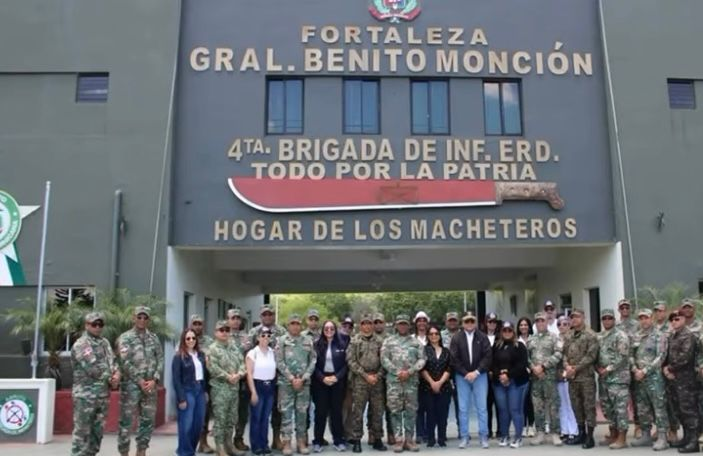 FORTALEZA
GRAL. BENITO MONCIÓN
4TA. BRIGADA DE INF. ERD.
TODO POR LA PATRIA
HOGAR DE LOS MACHETEROS